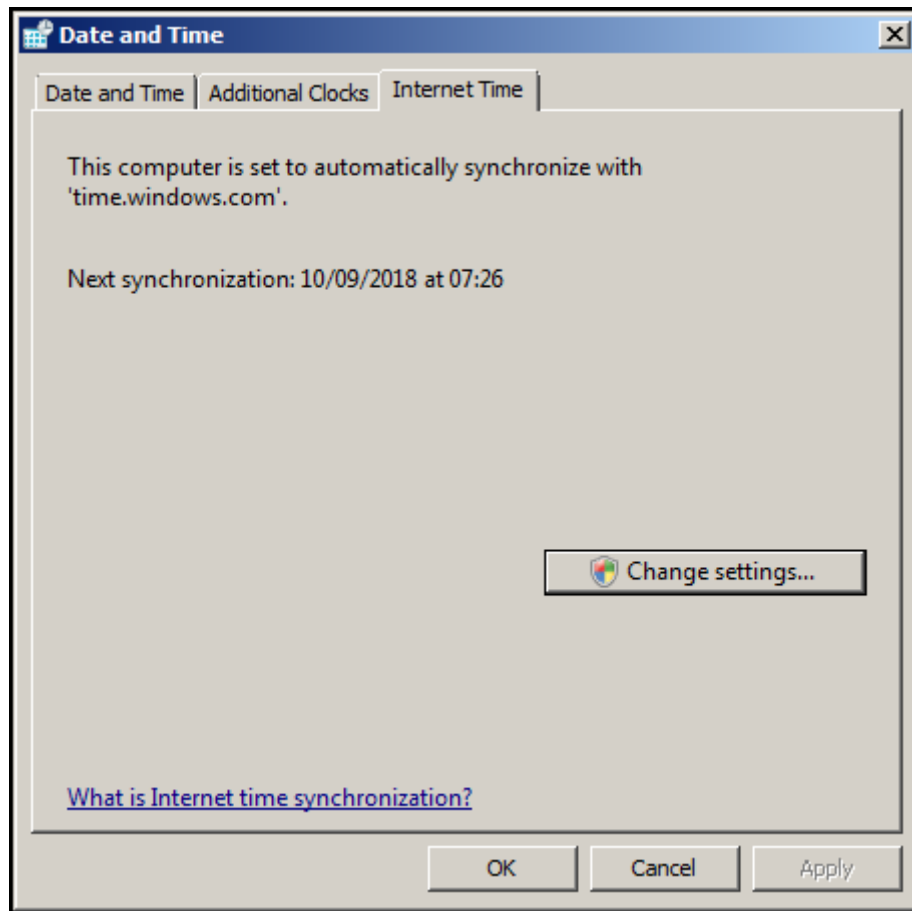 Date and Time
Date and Time
Additional Clocks
Internet Time
This computer is set to automatically synchronize with
'time.windows.com'.
Next synchronization: 10/09/2018 at 07:26
Change settings...
What is Internet time synchronization?
OK
Cancel
Apply